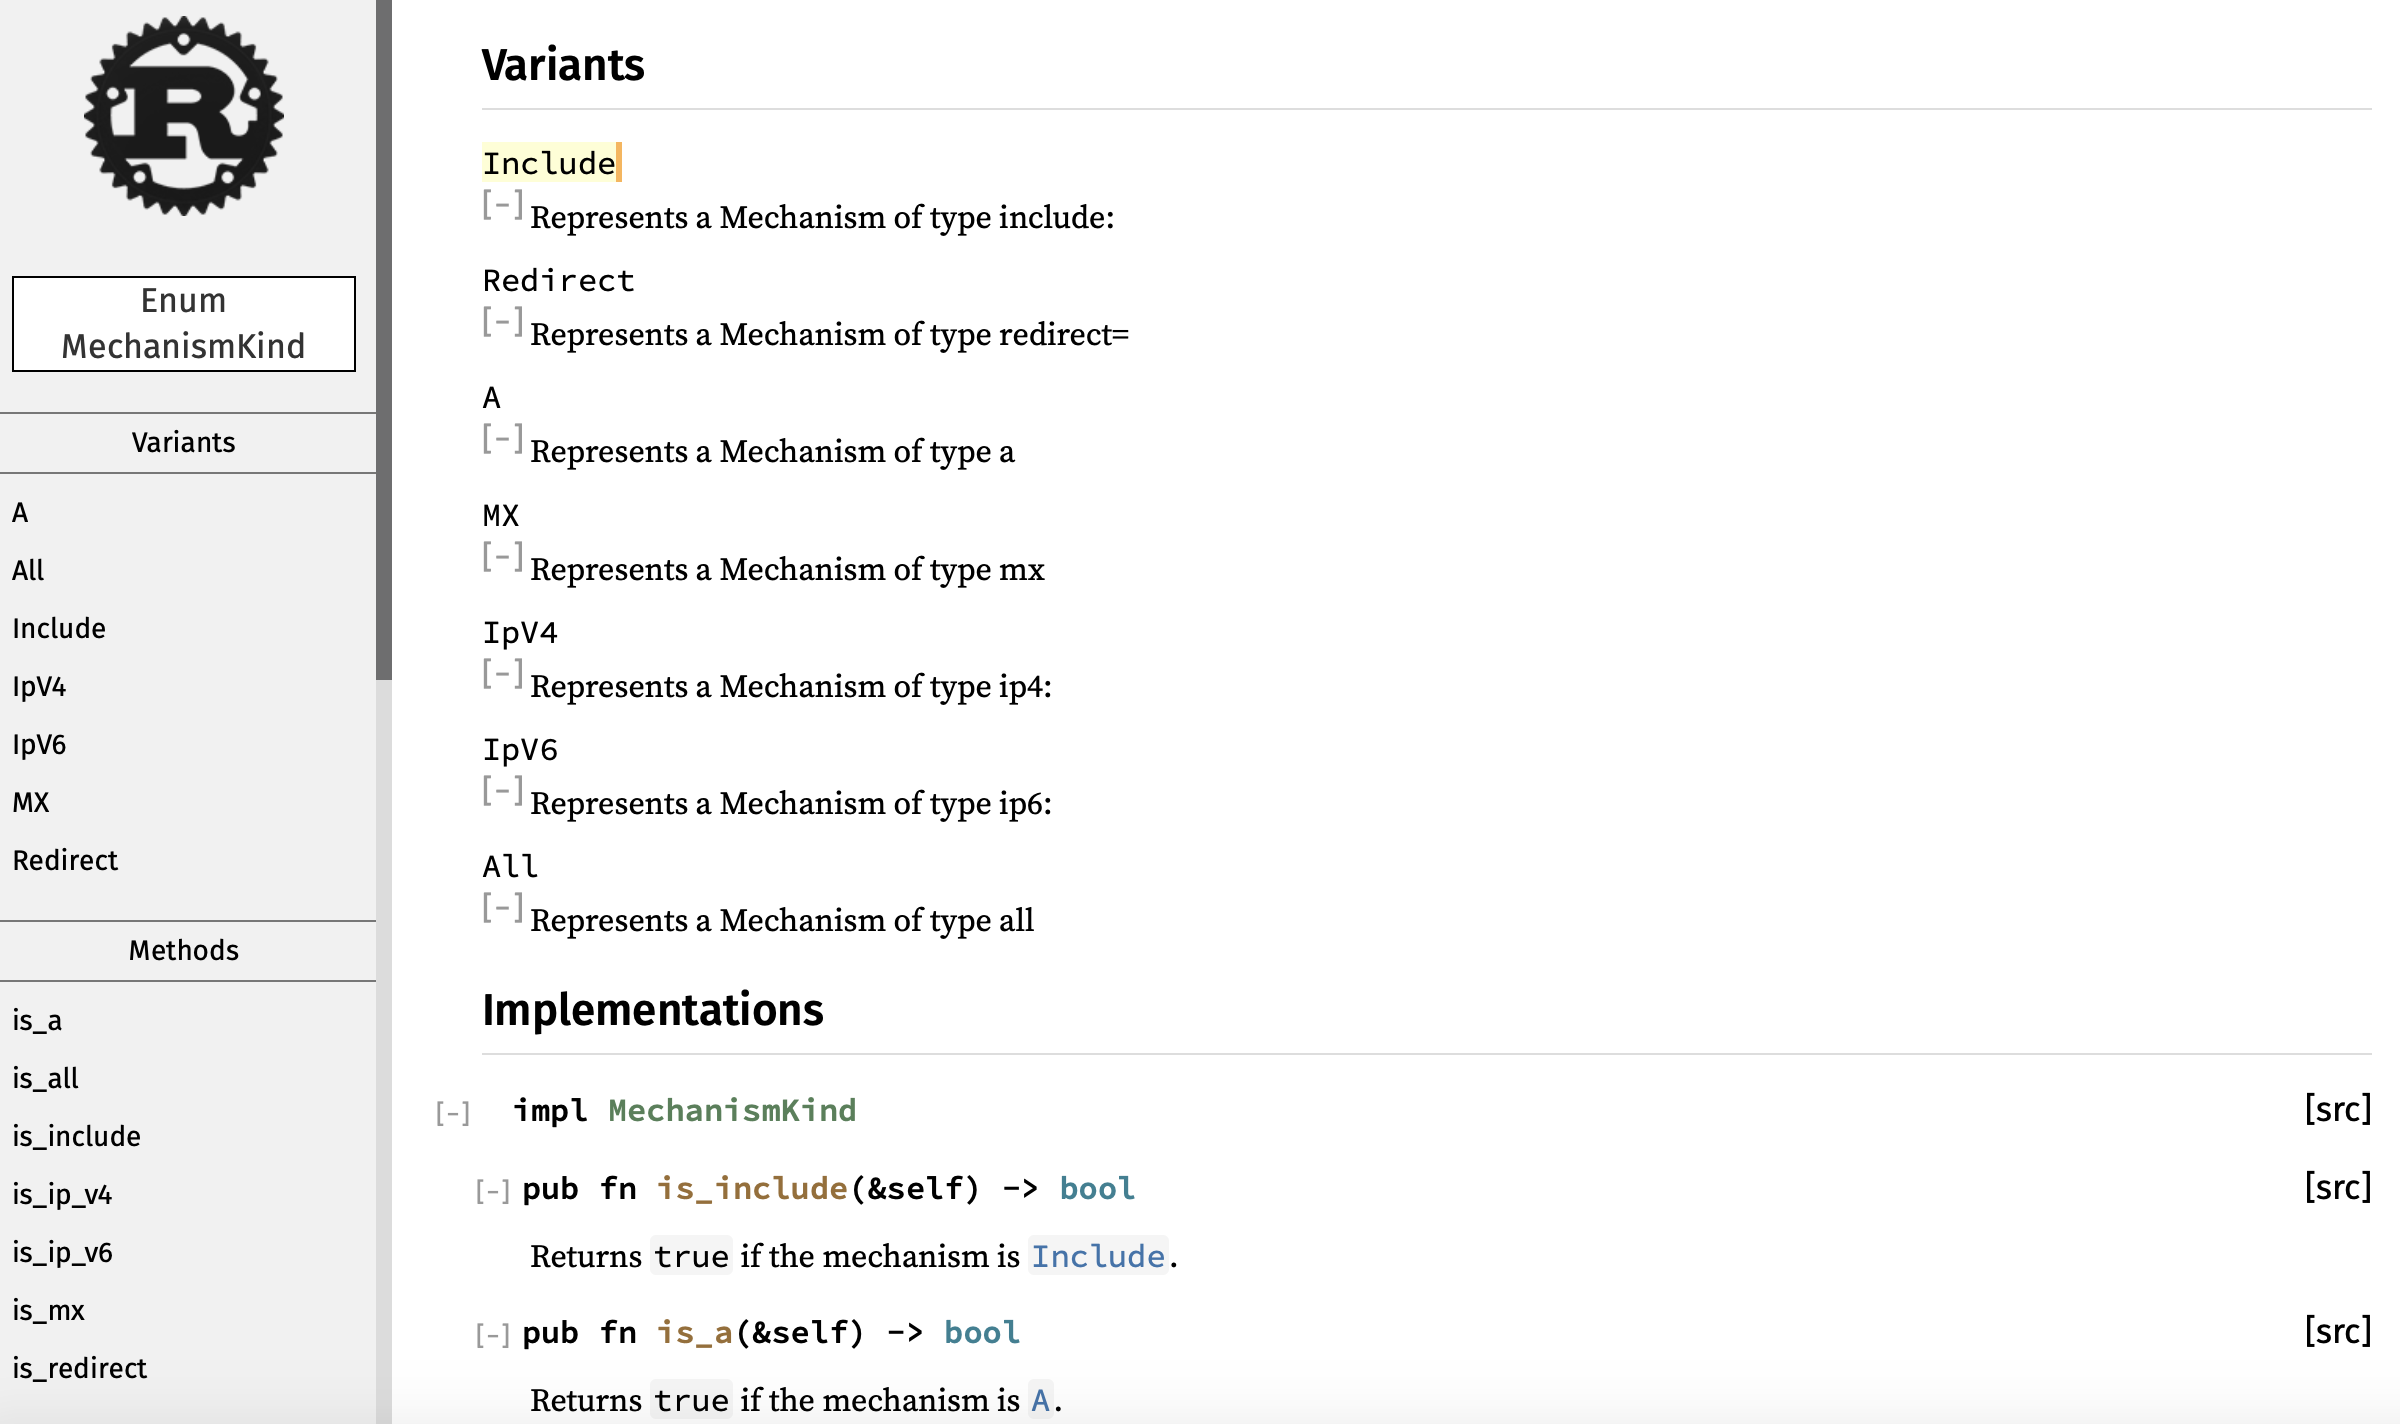 R
Enum
MechanismKind
Variants
A
All
Include
IpV4
IpV6
MX
Redirect
Methods
is_a
is_all
is_include
is_ip_v4
is_ip_v6
is_mx
is_redirect
Variants
Include
[-] Represents a Mechanism of type include:
Redirect
[-] Represents a Mechanism of type redirect=
A
[-] Represents a Mechanism of type a
MX
[-] Represents a Mechanism of type mx
IpV4
[-] Represents a Mechanism of type ip4:
IpV6
[-] Represents a Mechanism of type ip6:
All
[-] Represents a Mechanism of type all
Implementations
[-] impl MechanismKind [src]
[-] pub fn is_include(&self) -> bool [src]
Returns true if the mechanism is Include.
[-] pub fn is_a(&self) -> bool [src]
Returns true if the mechanism is A.